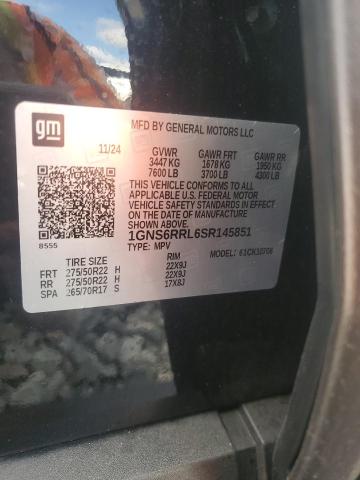 gm
MFD BY GENERAL MOTORS LLC
11/24 GVWR GAWR FRT GAWR RR
3447 KG 1678 KG 1950 KG
7600 LB 3700 LB 4300 LB
THIS VEHICLE CONFORMS TO ALL
APPLICABLE U.S. FEDERAL MOTOR
VEHICLE SAFETY STANDARDS IN
EFFECT ON THE DATE OF MANUFACTURE
SHOWN ABOVE.
1GNS6RRL6SR145851
8555 TYPE: MPV 61CK10706
TIRE SIZE RIM
FRT 275/50R22 H 22X9J
RR 275/50R22 H 22X9J
SPA 265/70R17 S 17X8J